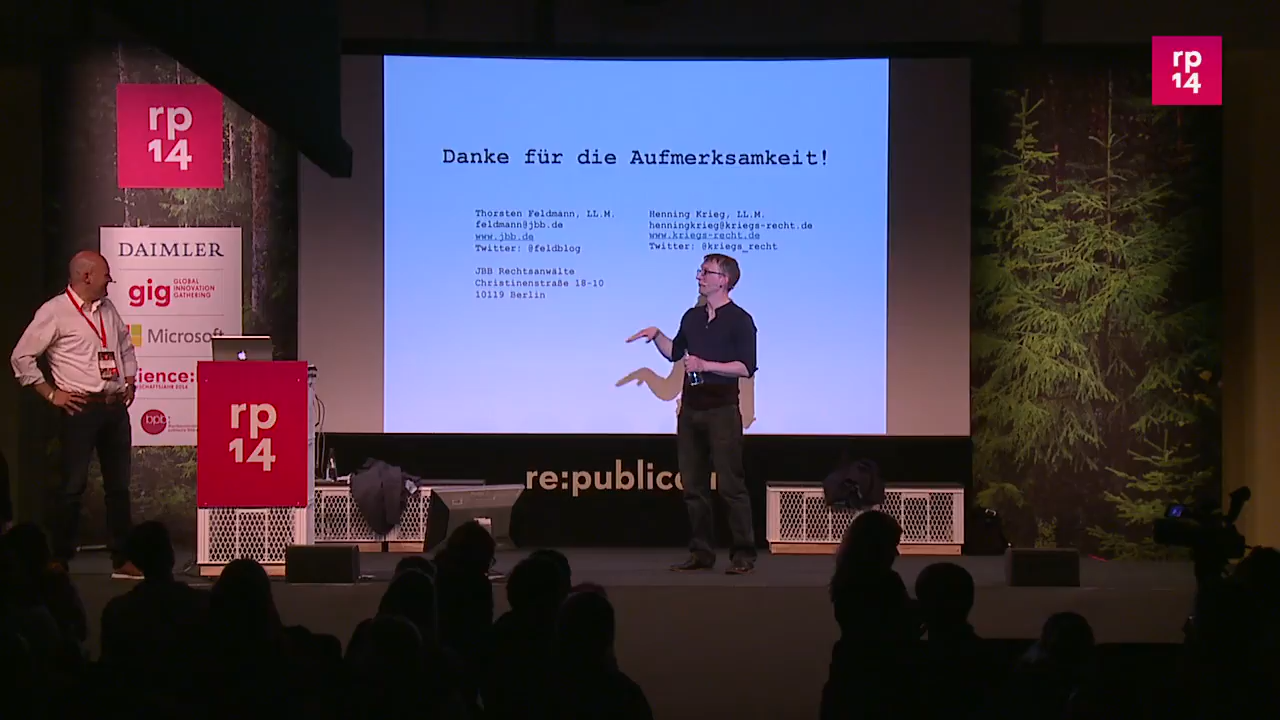 rp
14
rp
14
Danke für die Aufmerksamkeit!
Thorsten Feldmann, LL.M.
feldmann@jbb.de
www.jbb.de
Twitter: @feldblog
JBB Rechtsanwälte
Christinenstraße 18-10
10119 Berlin
Henning Krieg, LL.M.
henningkrieg@kriegs-recht.de
www.kriegs-recht.de
Twitter: @kriegs_recht
DAIMLER
gig GLOBAL
INNOVATION
GATHERING
Microsoft
bpb:
rp
14
re:publica